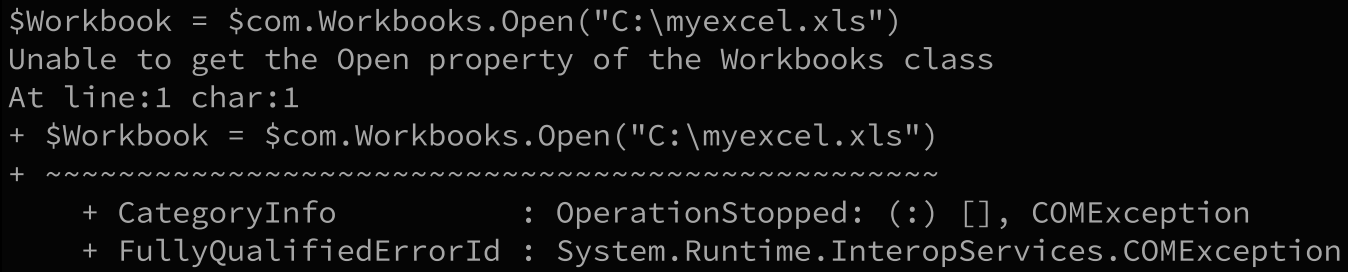 $Workbook = $com.Workbooks.Open("C:\myexcel.xls")
Unable to get the Open property of the Workbooks class
At line:1 char:1
+ $Workbook = $com.Workbooks.Open("C:\myexcel.xls")
+ ~~~~~~~~~~~~~~~~~~~~~~~~~~~~~~~~~~~~~~~~~~~~~~~~~
    + CategoryInfo          : OperationStopped: (:) [], COMException
    + FullyQualifiedErrorId : System.Runtime.InteropServices.COMException